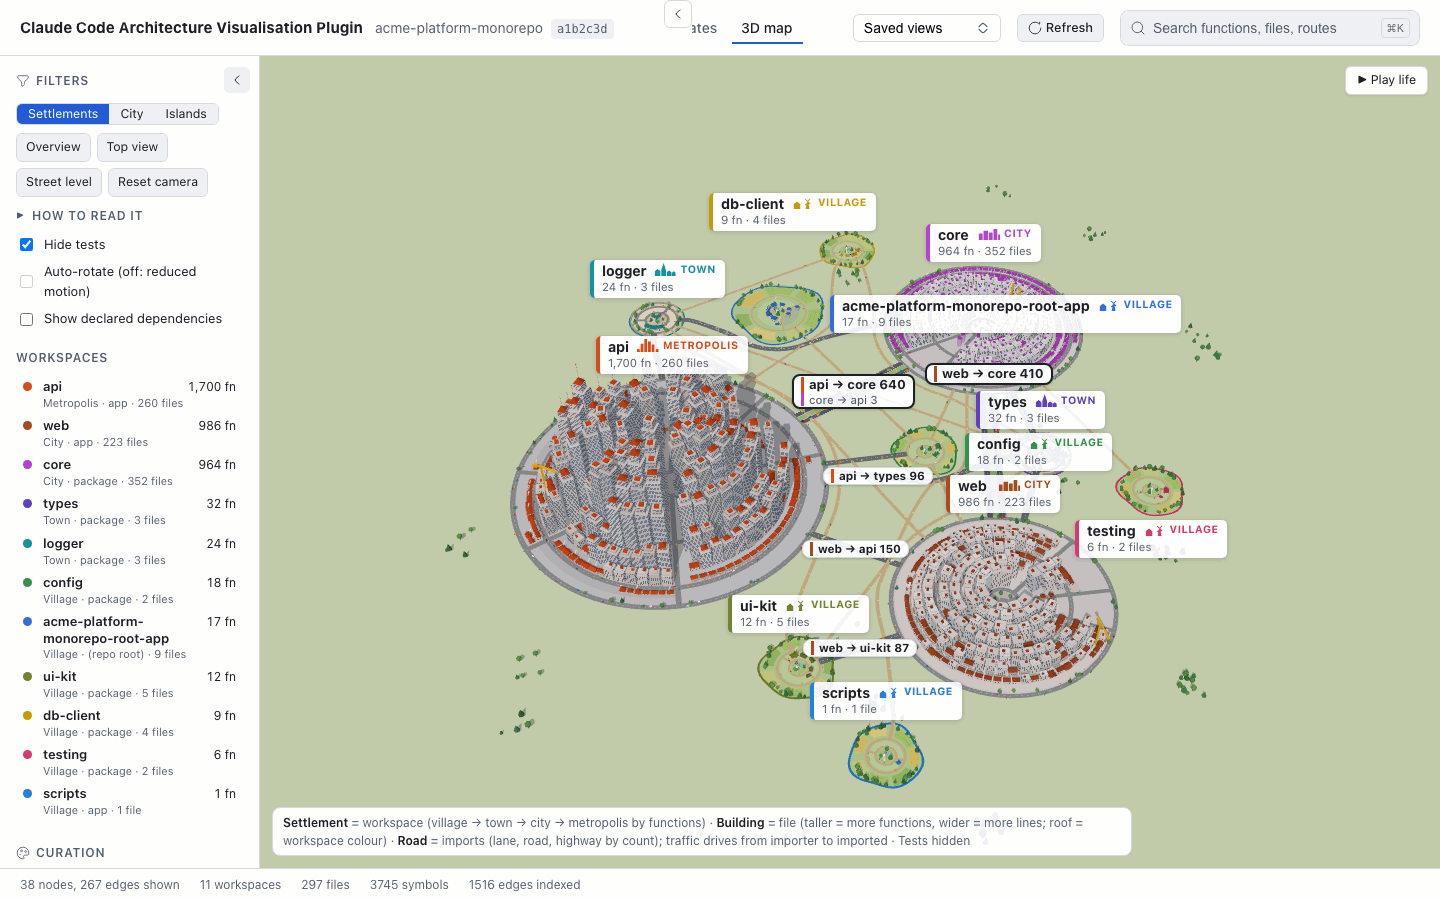 Claude Code Architecture Visualisation Plugin
acme-platform-monorepo
a1b2c3d
3D map
Saved views
Refresh
Search functions, files, routes
⌘K
FILTERS
Settlements
City
Islands
Overview
Top view
Street level
Reset camera
HOW TO READ IT
Hide tests
Auto-rotate (off: reduced
motion)
Show declared dependencies
WORKSPACES
api 1,700 fn
Metropolis · app · 260 files
web 986 fn
City · app · 223 files
core 964 fn
City · package · 352 files
types 32 fn
Town · package · 3 files
logger 24 fn
Town · package · 3 files
config 18 fn
Village · package · 2 files
acme-platform- 17 fn
monorepo-root-app
Village · (repo root) · 9 files
ui-kit 12 fn
Village · package · 5 files
db-client 9 fn
Village · package · 4 files
testing 6 fn
Village · package · 2 files
scripts 1 fn
Village · app · 1 file
CURATION
Play life
db-client VILLAGE
9 fn · 4 files
core CITY
964 fn · 352 files
logger TOWN
24 fn · 3 files
acme-platform-monorepo-root-app VILLAGE
17 fn · 9 files
api METROPOLIS
1,700 fn · 260 files
web → core 410
api → core 640
core → api 3
types TOWN
32 fn · 3 files
config VILLAGE
18 fn · 2 files
api → types 96
web CITY
986 fn · 223 files
testing VILLAGE
6 fn · 2 files
web → api 150
ui-kit VILLAGE
12 fn · 5 files
web → ui-kit 87
scripts VILLAGE
1 fn · 1 file
Settlement = workspace (village → town → city → metropolis by functions) · Building = file (taller = more functions, wider = more lines; roof =
workspace colour) · Road = imports (lane, road, highway by count); traffic drives from importer to imported · Tests hidden
38 nodes, 267 edges shown
11 workspaces
297 files
3745 symbols
1516 edges indexed